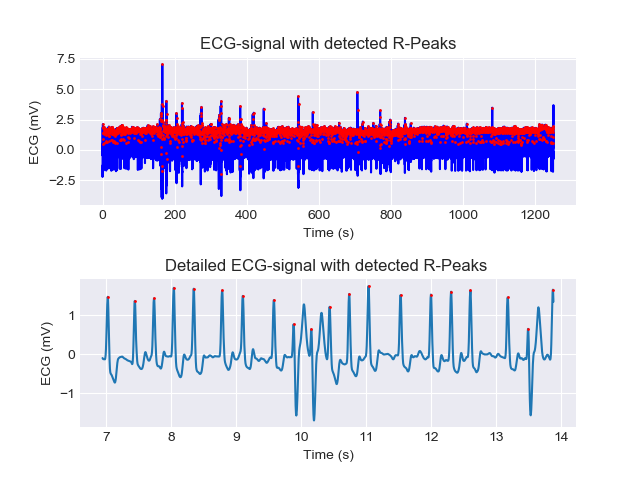 ECG-signal with detected R-Peaks
7.5
5.0
2.5
0.0
−2.5
ECG (mV)
0 200 400 600 800 1000 1200
Time (s)
Detailed ECG-signal with detected R-Peaks
1
0
−1
ECG (mV)
7 8 9 10 11 12 13 14
Time (s)